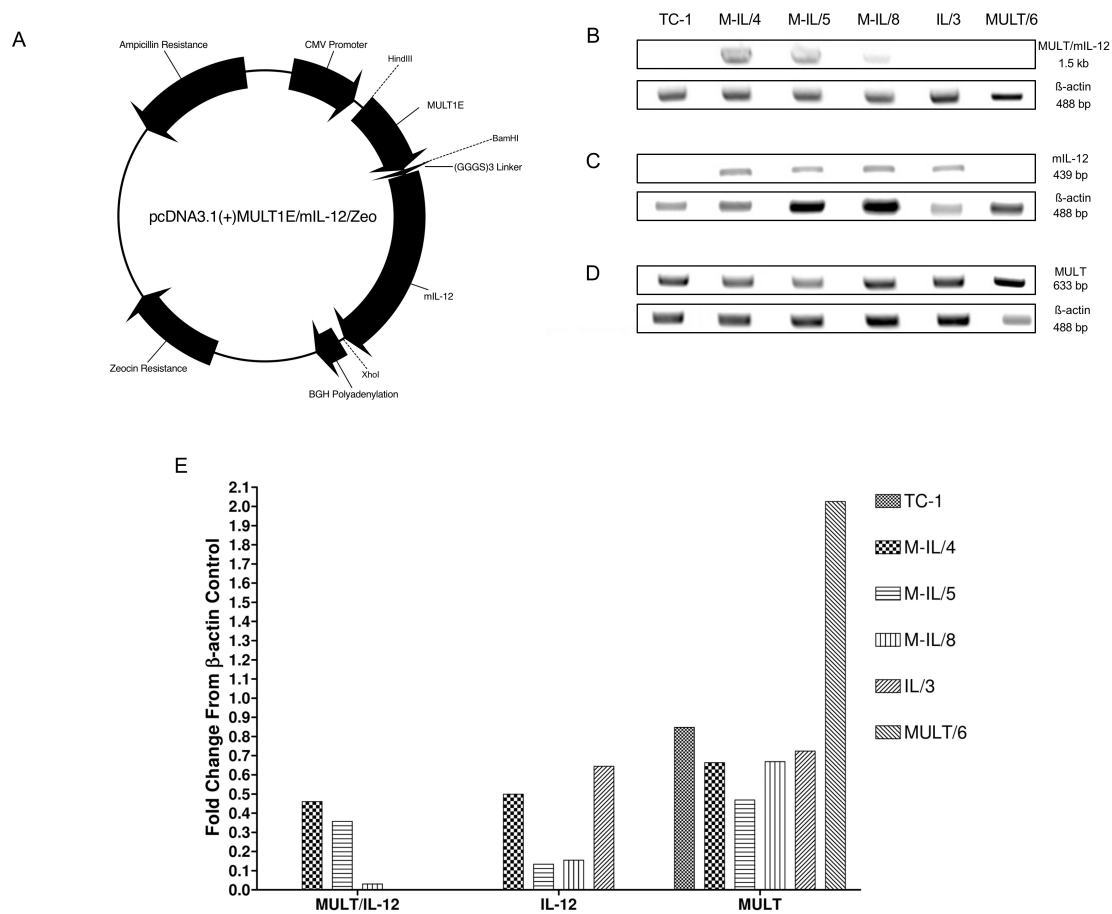 A
Ampicillin Resistance
CMV Promoter
HindIII
MULT1E
BamHI
(GGGS)3 Linker
pcDNA3.1(+)MULT1E/mIL-12/Zeo
mIL-12
XhoI
BGH Polyadenylation
Zeocin Resistance
TC-1 M-IL/4 M-IL/5 M-IL/8 IL/3 MULT/6
B
MULT/mIL-12
1.5 kb
ß-actin
488 bp
C
mIL-12
439 bp
ß-actin
488 bp
D
MULT
633 bp
ß-actin
488 bp
E
Fold Change From β-actin Control
2.1
2.0
1.9
1.8
1.7
1.6
1.5
1.4
1.3
1.2
1.1
1.0
0.9
0.8
0.7
0.6
0.5
0.4
0.3
0.2
0.1
0.0
MULT/IL-12 IL-12 MULT
TC-1
M-IL/4
M-IL/5
M-IL/8
IL/3
MULT/6